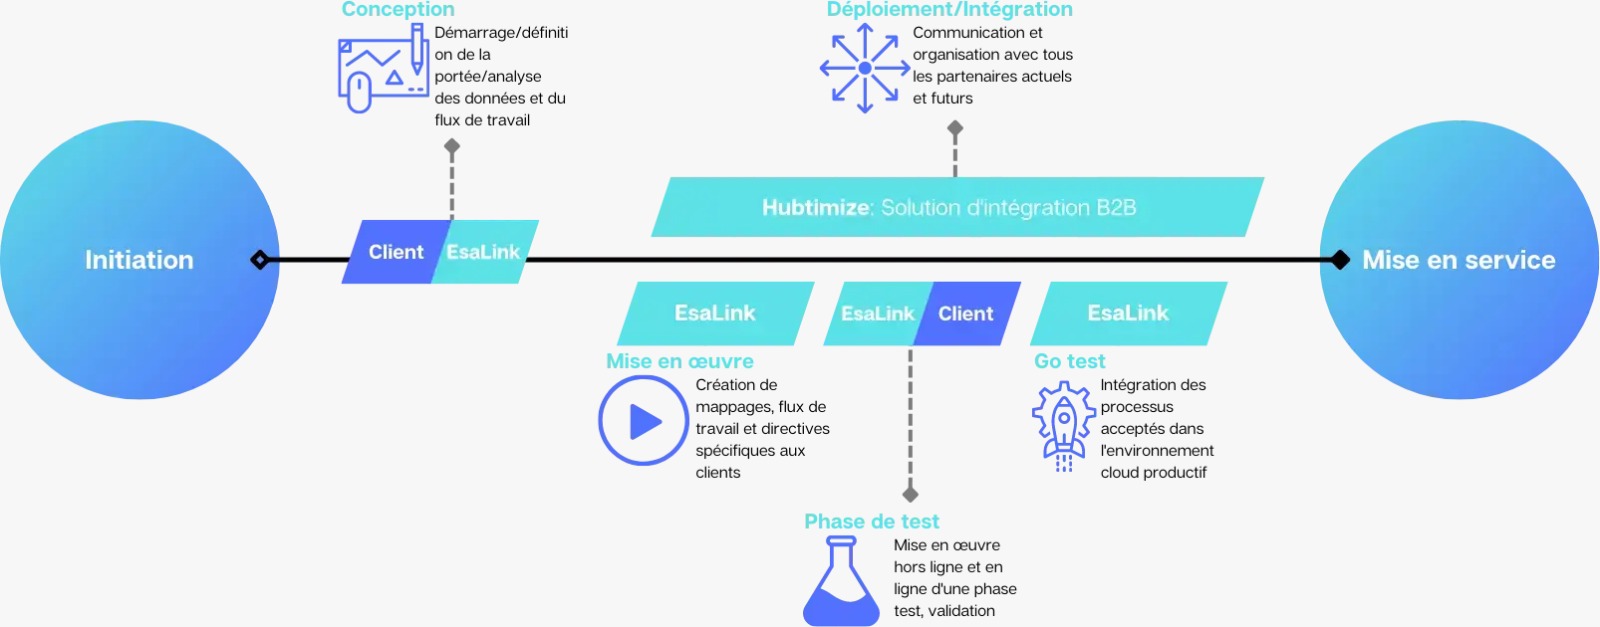 Conception
Démarrage/définiti
on de la
portée/analyse
des données et du
flux de travail
Déploiement/Intégration
Communication et
organisation avec tous
les partenaires actuels
et futurs
Hubtimize: Solution d'intégration B2B
Initiation
Client
EsaLink
Mise en service
EsaLink
Mise en œuvre
Création de
mappages, flux de
travail et directives
spécifiques aux
clients
EsaLink
Client
Phase de test
Mise en œuvre
hors ligne et en
ligne d'une phase
test, validation
EsaLink
Go test
Intégration des
processus
acceptés dans
l'environnement
cloud productif